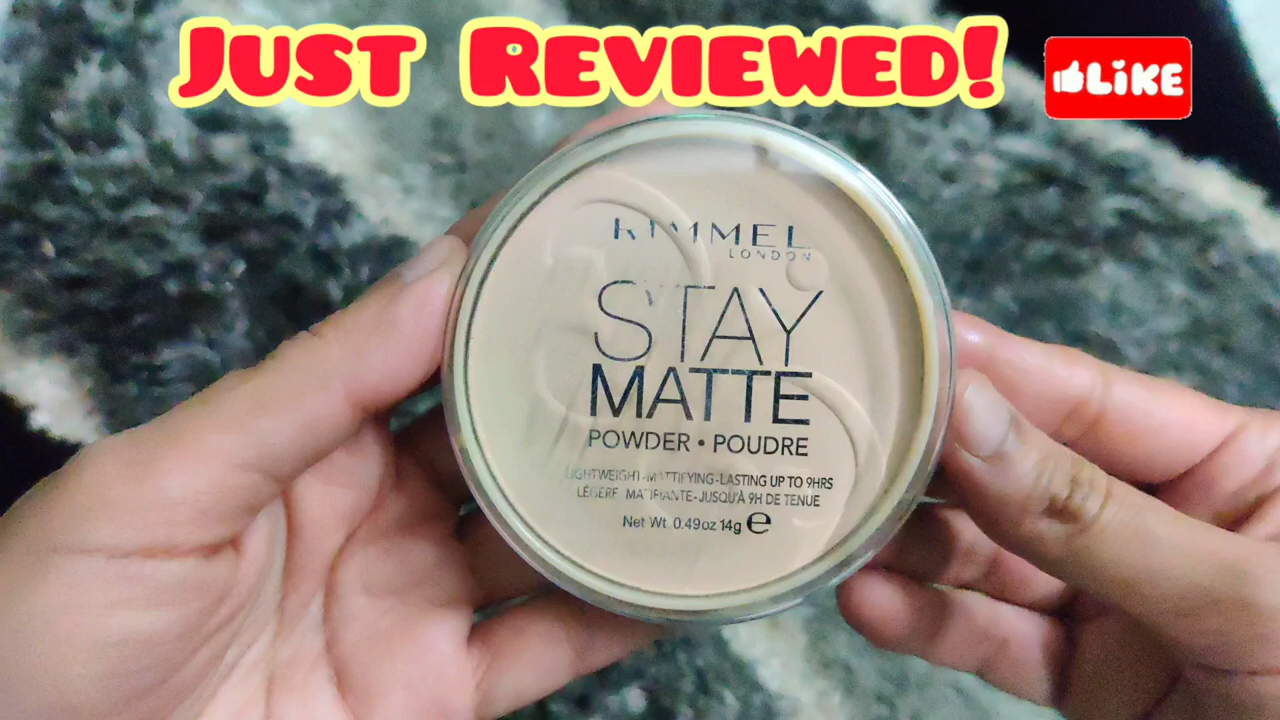 JUST REVIEWED!
LiKE
RIMMEL
LONDON
STAY
MATTE
POWDER • POUDRE
LIGHTWEIGHT-MATTIFYING-LASTING UP TO 9HRS
LÉGÈRE MATIFIANTE-JUSQU'À 9H DE TENUE
Net Wt. 0.49oz 14g e